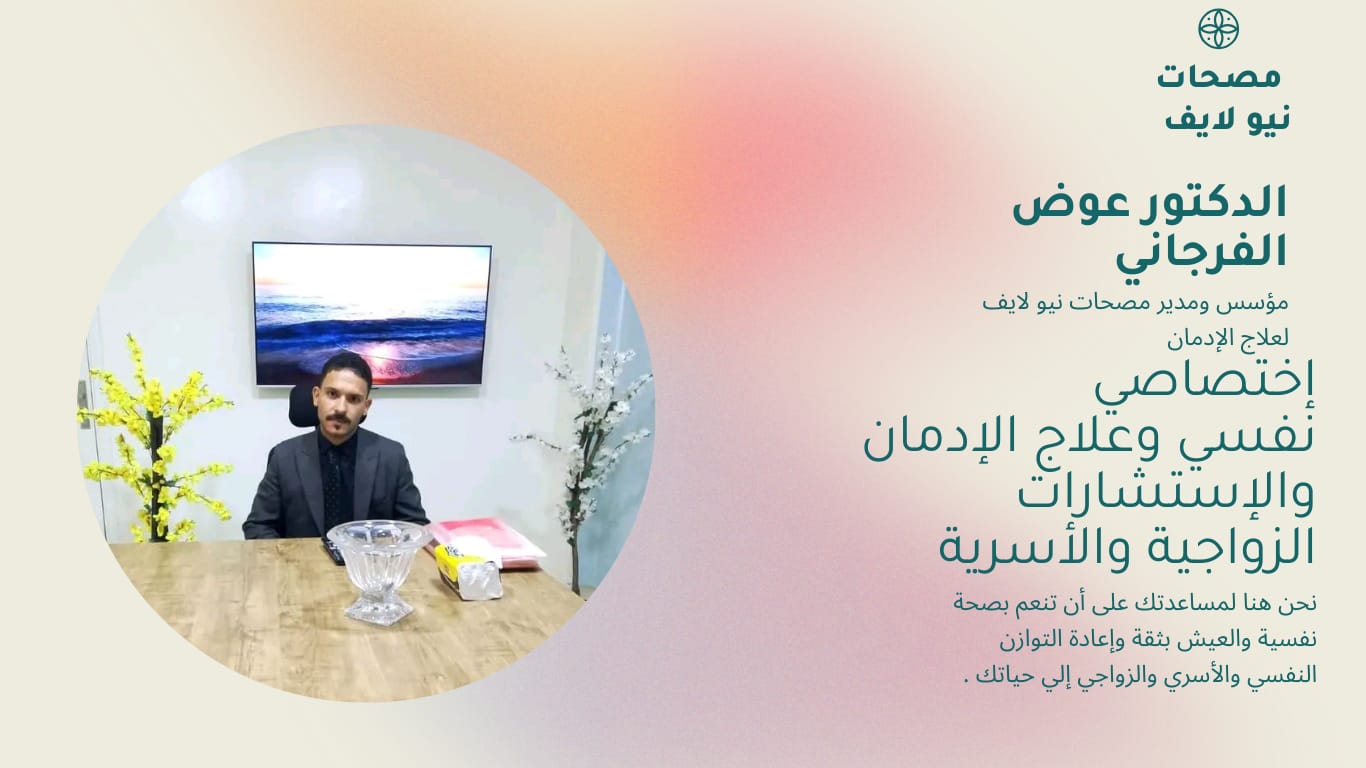 مصحات
نيو لايف
الدكتور عوض
الفرجاني
مؤسس ومدير مصحات نيو لايف
لعلاج الإدمان
إختصاصي
نفسي وعلاج الإدمان
والإستشارات
الزواجية والأسرية
نحن هنا لمساعدتك على أن تنعم بصحة
نفسية والعيش بثقة وإعادة التوازن
النفسي والأسري والزواجي إلي حياتك .